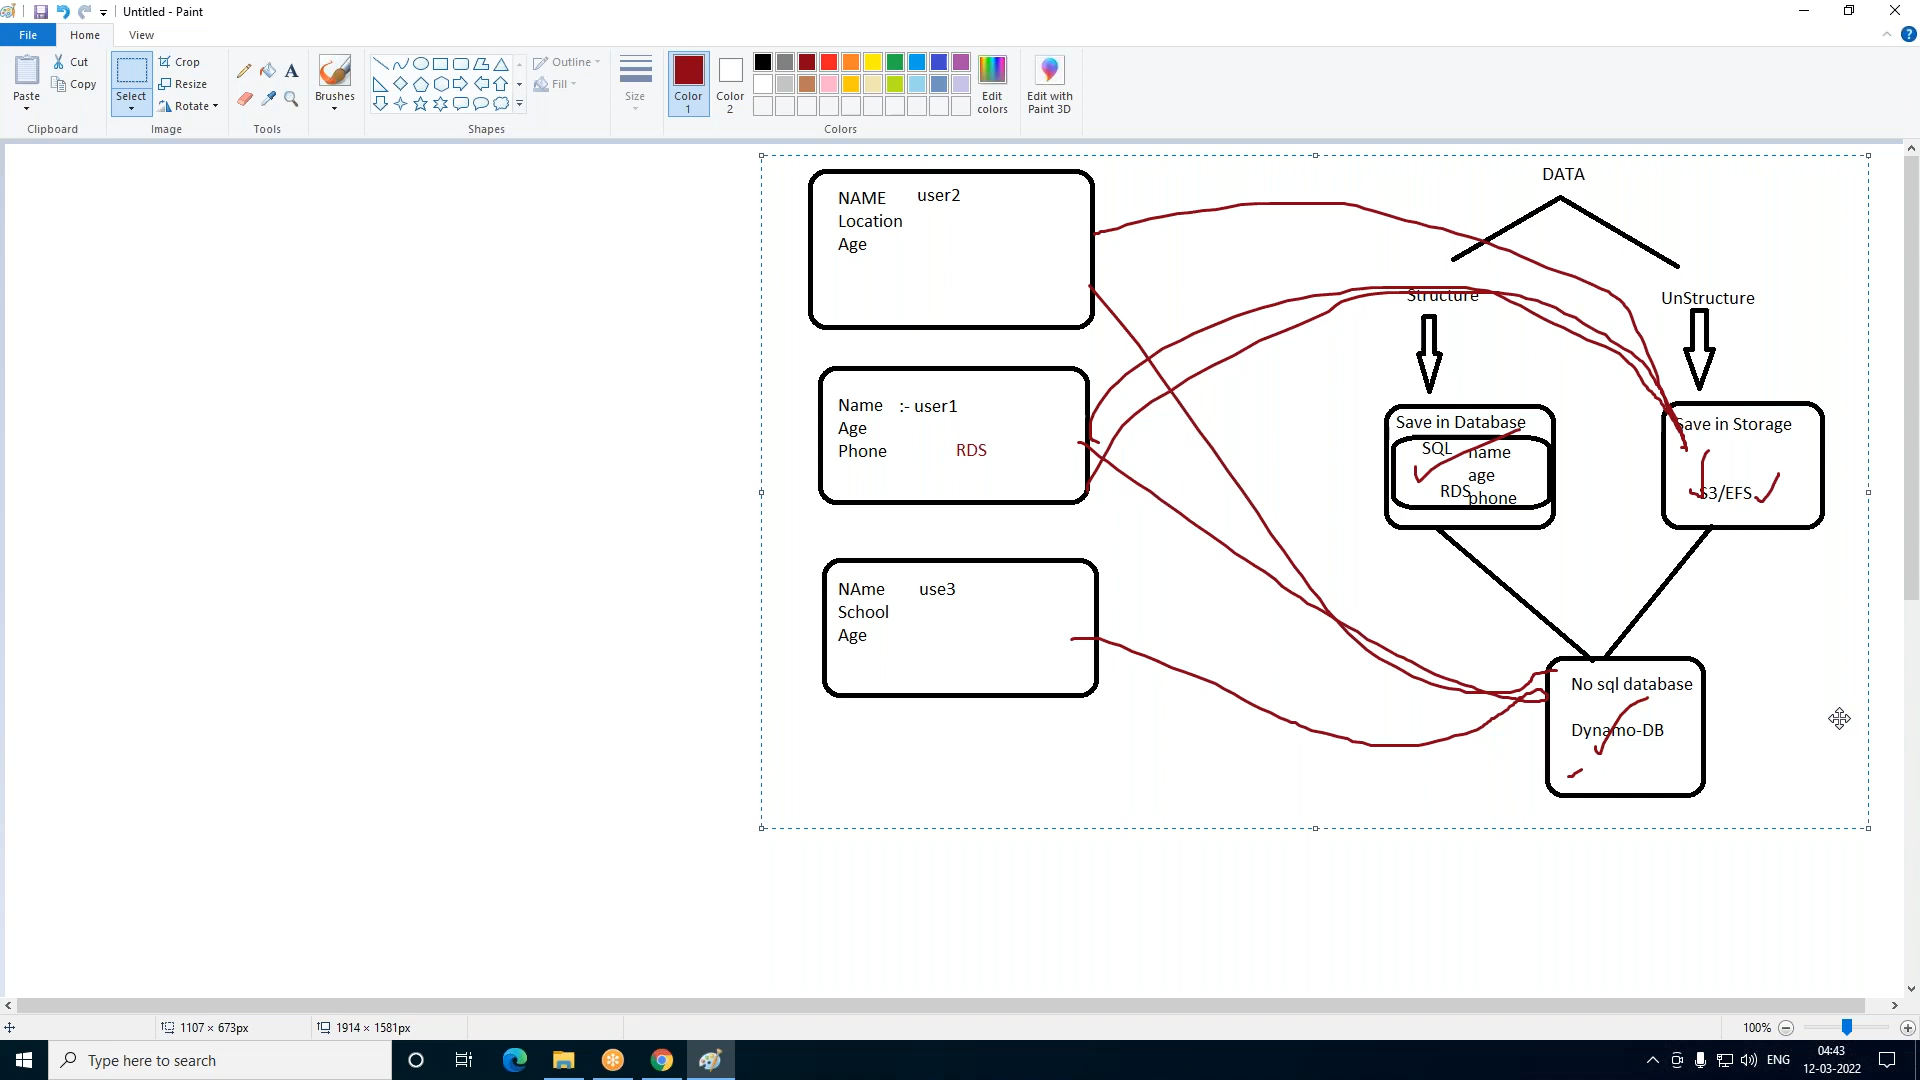 Untitled - Paint
File
Home
View
Paste
Cut
Copy
Clipboard
Select
Crop
Resize
Rotate
Image
Tools
Brushes
Shapes
Outline
Fill
Size
Color
1
Color
2
Edit
colors
Colors
Edit with
Paint 3D
NAME user2
Location
Age
Name :- user1
Age
Phone RDS
NAme use3
School
Age
DATA
Structure
UnStructure
Save in Database
SQL name
age
RDS phone
Save in Storage
S3/EFS
No sql database
Dynamo-DB
1107 × 673px
1914 × 1581px
100%
Type here to search
ENG
04:43
12-03-2022